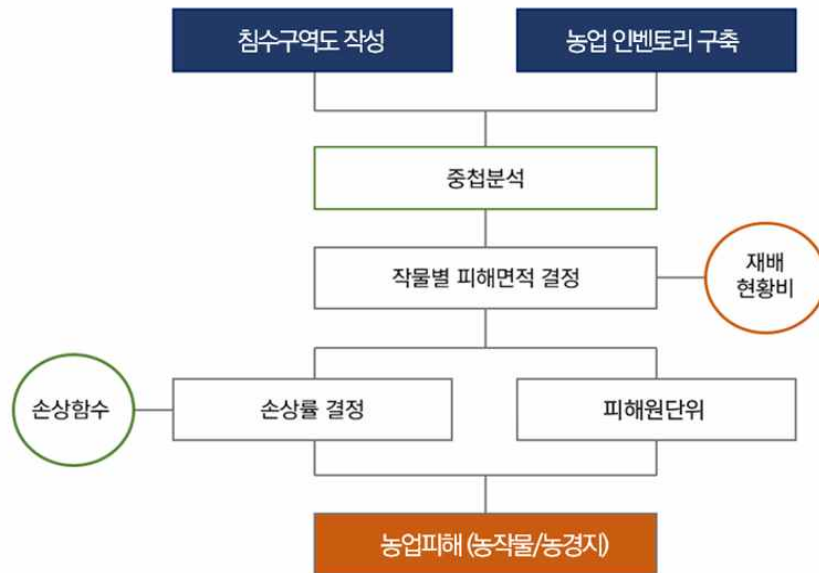 침수구역도 작성
농업 인벤토리 구축
중첩분석
작물별 피해면적 결정
재배
현황비
손상함수
손상률 결정
피해원단위
농업피해 (농작물/농경지)